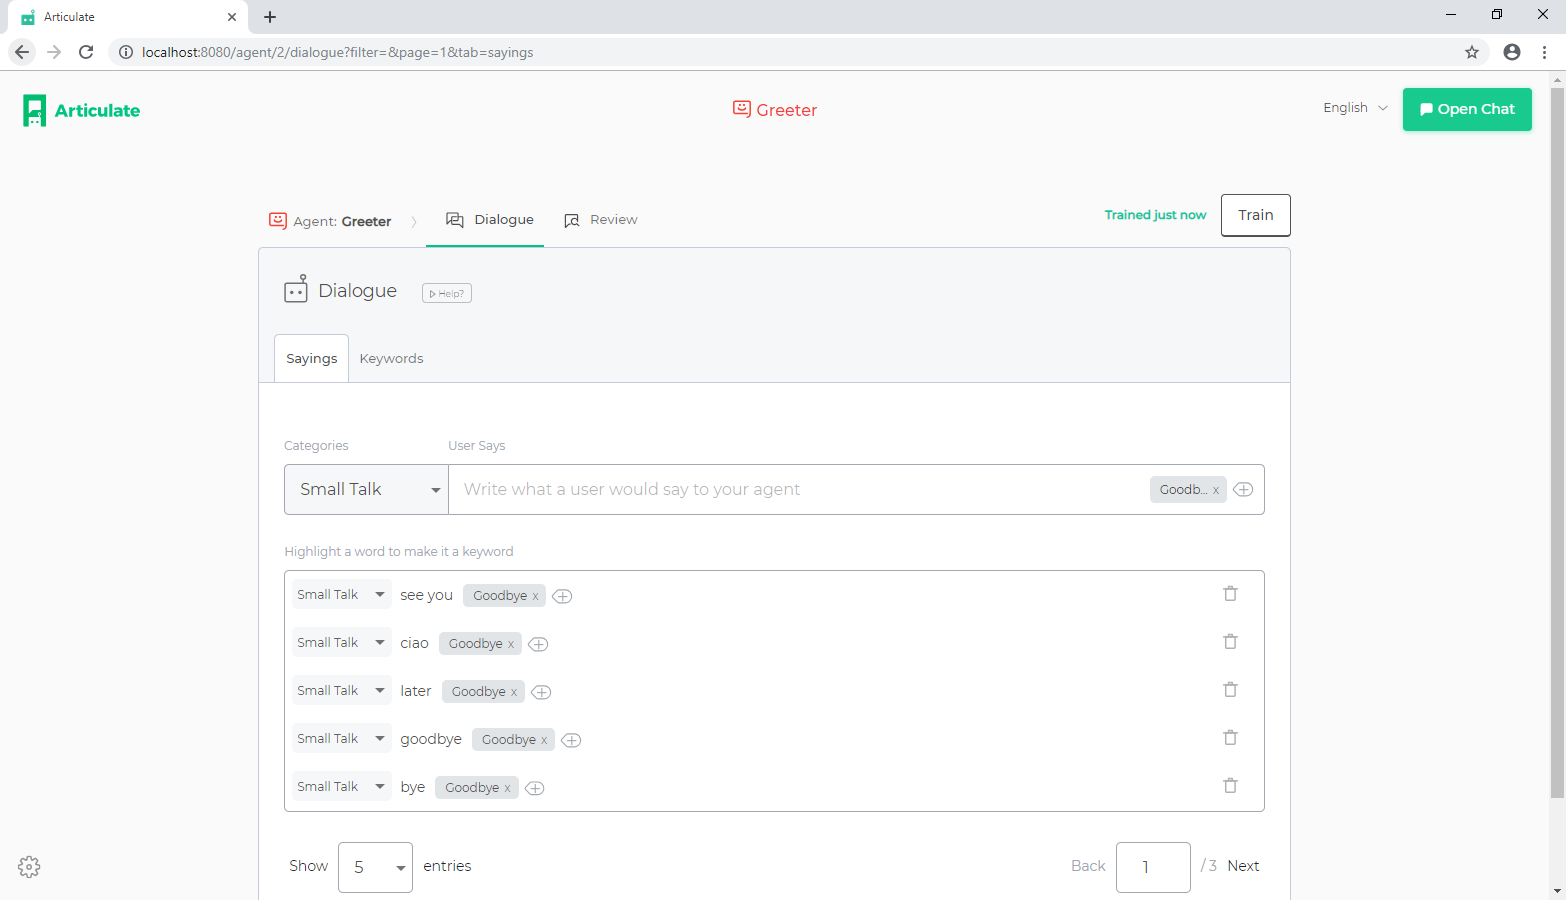 Articulate
localhost:8080/agent/2/dialogue?filter=&page=1&tab=sayings
Articulate
Greeter
English
Open Chat
Agent: Greeter
Dialogue
Review
Trained just now
Train
Dialogue
Help?
Sayings
Keywords
Categories
User Says
Small Talk
Write what a user would say to your agent
Goodb... x
Highlight a word to make it a keyword
Small Talk see you Goodbye x
Small Talk ciao Goodbye x
Small Talk later Goodbye x
Small Talk goodbye Goodbye x
Small Talk bye Goodbye x
Show 5 entries
Back 1 / 3 Next